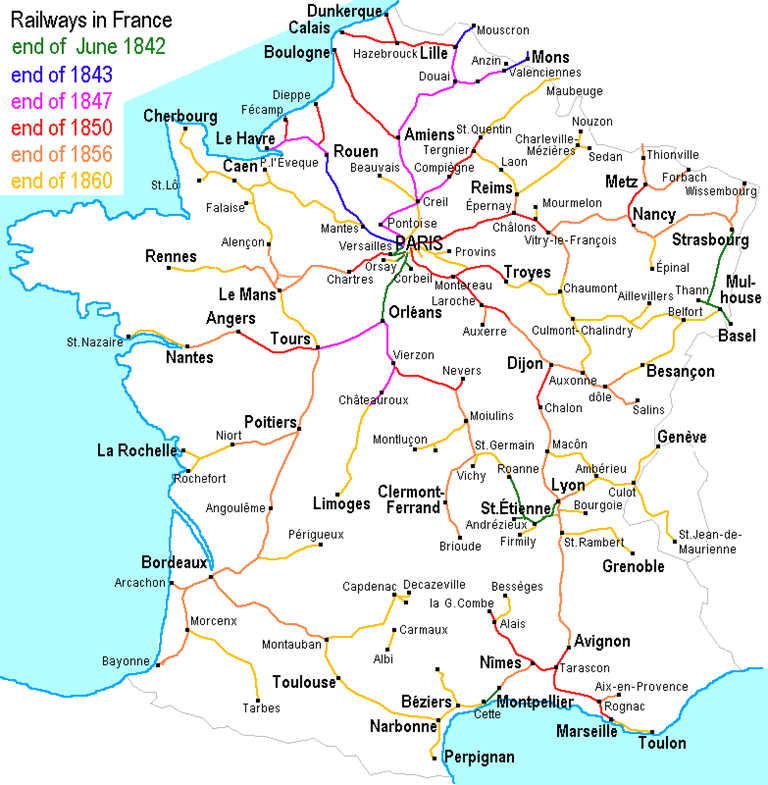 Railways in France
end of June 1842
end of 1843
end of 1847
end of 1850
end of 1856
end of 1860
Dunkerque
Calais
Mouscron
Boulogne
Hazebrouck
Lille
Anzin
Mons
Douai
Valenciennes
Maubeuge
Dieppe
Fécamp
Cherbourg
Le Havre
Amiens
St.Quentin
Nouzon
Charleville-
Mézières
Sedan
Tergnier
Rouen
Thionville
Caen
P.l'Eveque
Beauvais
Compiègne
Laon
Metz
Forbach
St.Lô
Reims
Wissembourg
Creil
Épernay
Mourmelon
Falaise
Nancy
Pontoise
Châlons
Mantes
Strasbourg
Alençon
Versailles
PARIS
Vitry-le-François
Provins
Rennes
Orsay
Épinal
Chartres
Corbeil
Montereau
Troyes
Thann
Mul-
house
Le Mans
Chaumont
Laroche
Aillevillers
Angers
Orléans
Belfort
St.Nazaire
Auxerre
Culmont-Chalindry
Basel
Tours
Nantes
Vierzon
Dijon
Besançon
Nevers
Auxonne
Châteauroux
dôle
Chalon
Salins
Poitiers
Moiulins
Genève
Niort
Montluçon
La Rochelle
St.Germain
Macôn
Rochefort
Vichy
Roanne
Ambérieu
Lyon
Culot
Limoges
Clermont-
Ferrand
St.Étienne
Bourgoie
Angoulême
Andrézieux
Firmily
St.Rambert
St.Jean-de-
Maurienne
Périgueux
Brioude
Grenoble
Bordeaux
Arcachon
Capdenac
Decazeville
Bessèges
la G.Combe
Morcenx
Carmaux
Alais
Montauban
Albi
Avignon
Bayonne
Nîmes
Tarascon
Toulouse
Aix-en-Provence
Tarbes
Béziers
Montpellier
Rognac
Cette
Narbonne
Marseille
Toulon
Perpignan